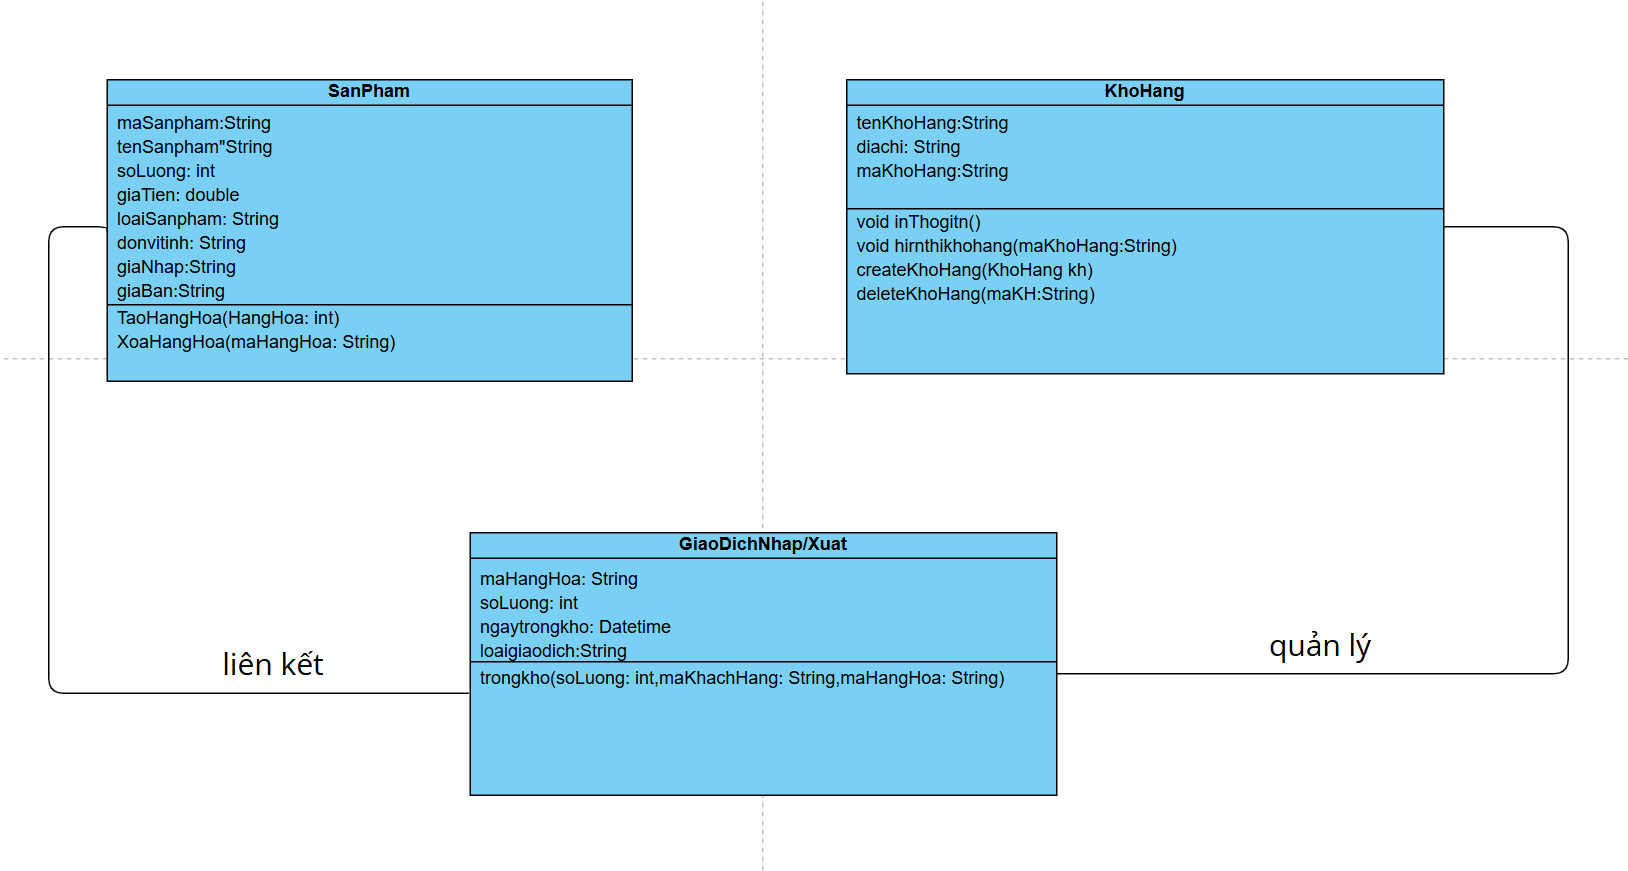 SanPham
maSanpham:String
tenSanpham"String
soLuong: int
giaTien: double
loaiSanpham: String
donvitinh: String
giaNhap:String
giaBan:String
TaoHangHoa(HangHoa: int)
XoaHangHoa(maHangHoa: String)
KhoHang
tenKhoHang:String
diachi: String
maKhoHang:String
void inThogitn()
void hirnthikhohang(maKhoHang:String)
createKhoHang(KhoHang kh)
deleteKhoHang(maKH:String)
GiaoDichNhap/Xuat
maHangHoa: String
soLuong: int
ngaytrongkho: Datetime
loaigiaodich:String
trongkho(soLuong: int,maKhachHang: String,maHangHoa: String)
liên kết
quản lý